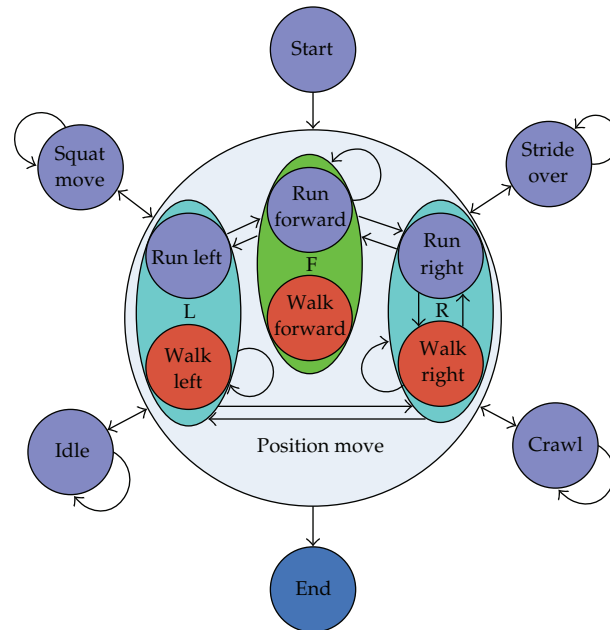 Start
Squat
move
Stride
over
Run
forward
Run left
Run
right
F
L
R
Walk
forward
Walk
left
Walk
right
Position move
Idle
Crawl
End